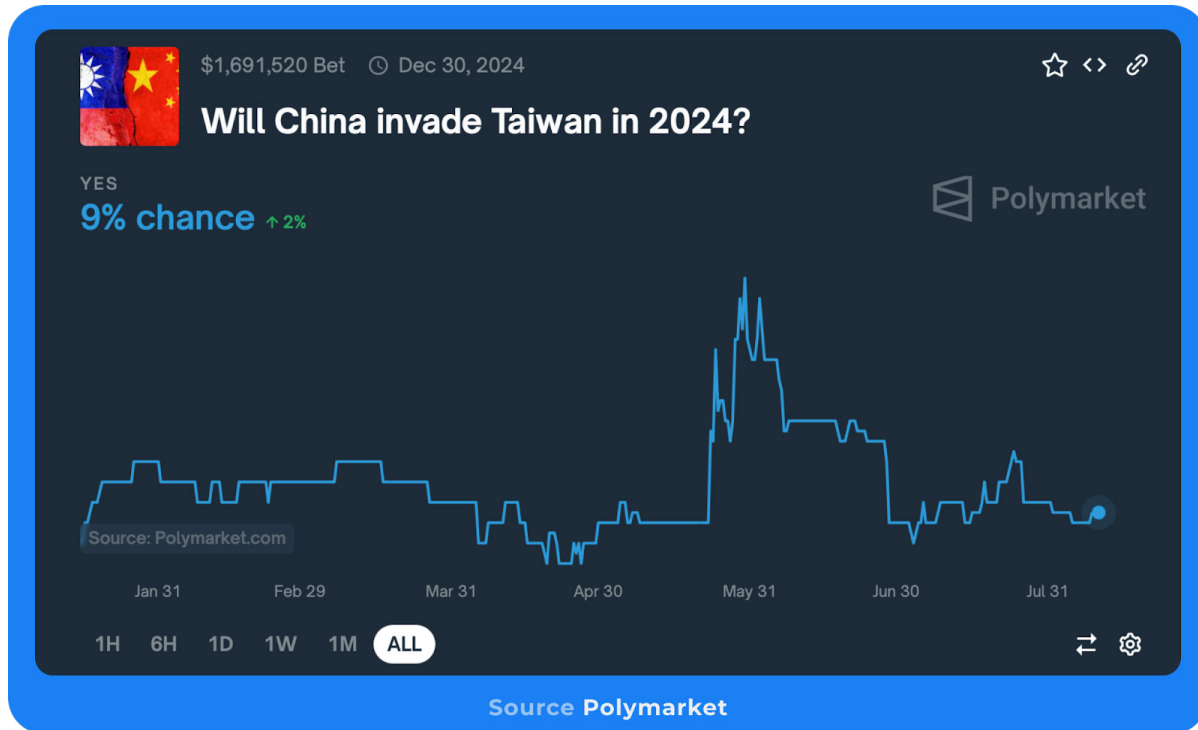 $1,691,520 Bet Dec 30, 2024
Will China invade Taiwan in 2024?
YES
9% chance ↑ 2%
Polymarket
Source: Polymarket.com
Jan 31 Feb 29 Mar 31 Apr 30 May 31 Jun 30 Jul 31
1H 6H 1D 1W 1M ALL
Source Polymarket